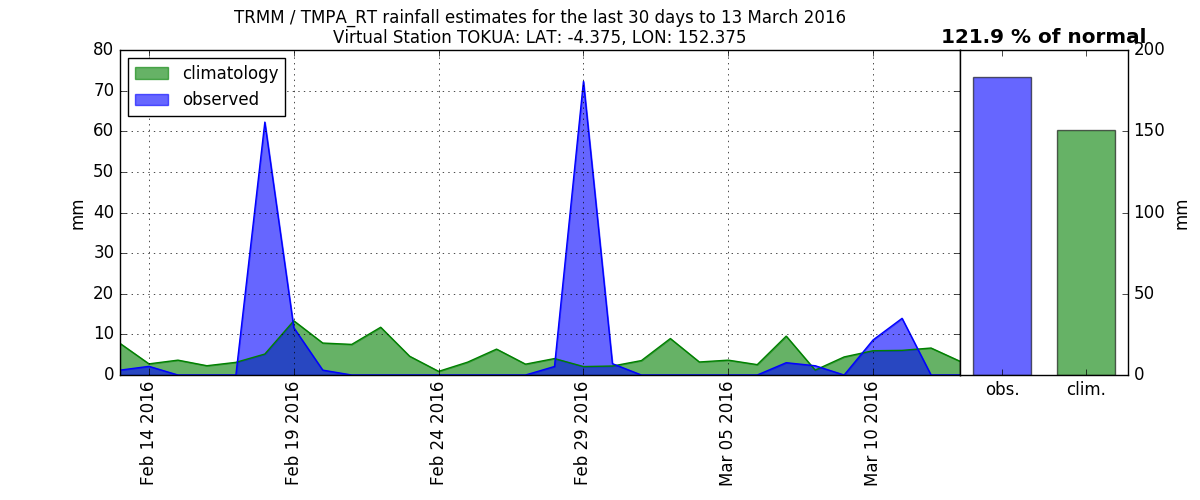 TRMM / TMPA_RT rainfall estimates for the last 30 days to 13 March 2016
Virtual Station TOKUA: LAT: -4.375, LON: 152.375
121.9 % of normal
climatology
observed
80
70
60
50
40
30
20
10
0
mm
Feb 14 2016
Feb 19 2016
Feb 24 2016
Feb 29 2016
Mar 05 2016
Mar 10 2016
200
150
100
50
0
mm
obs.
clim.